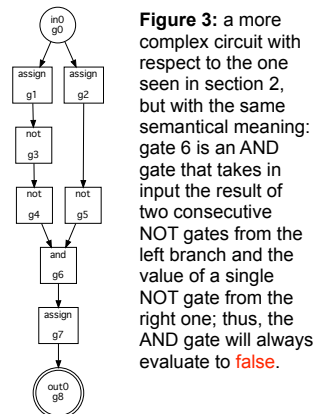 in0
g0
assign
g1
assign
g2
not
g3
not
g4
not
g5
and
g6
assign
g7
out0
g8
Figure 3: a more
complex circuit with
respect to the one
seen in section 2,
but with the same
semantical meaning:
gate 6 is an AND
gate that takes in
input the result of
two consecutive
NOT gates from the
left branch and the
value of a single
NOT gate from the
right one; thus, the
AND gate will always
evaluate to false.